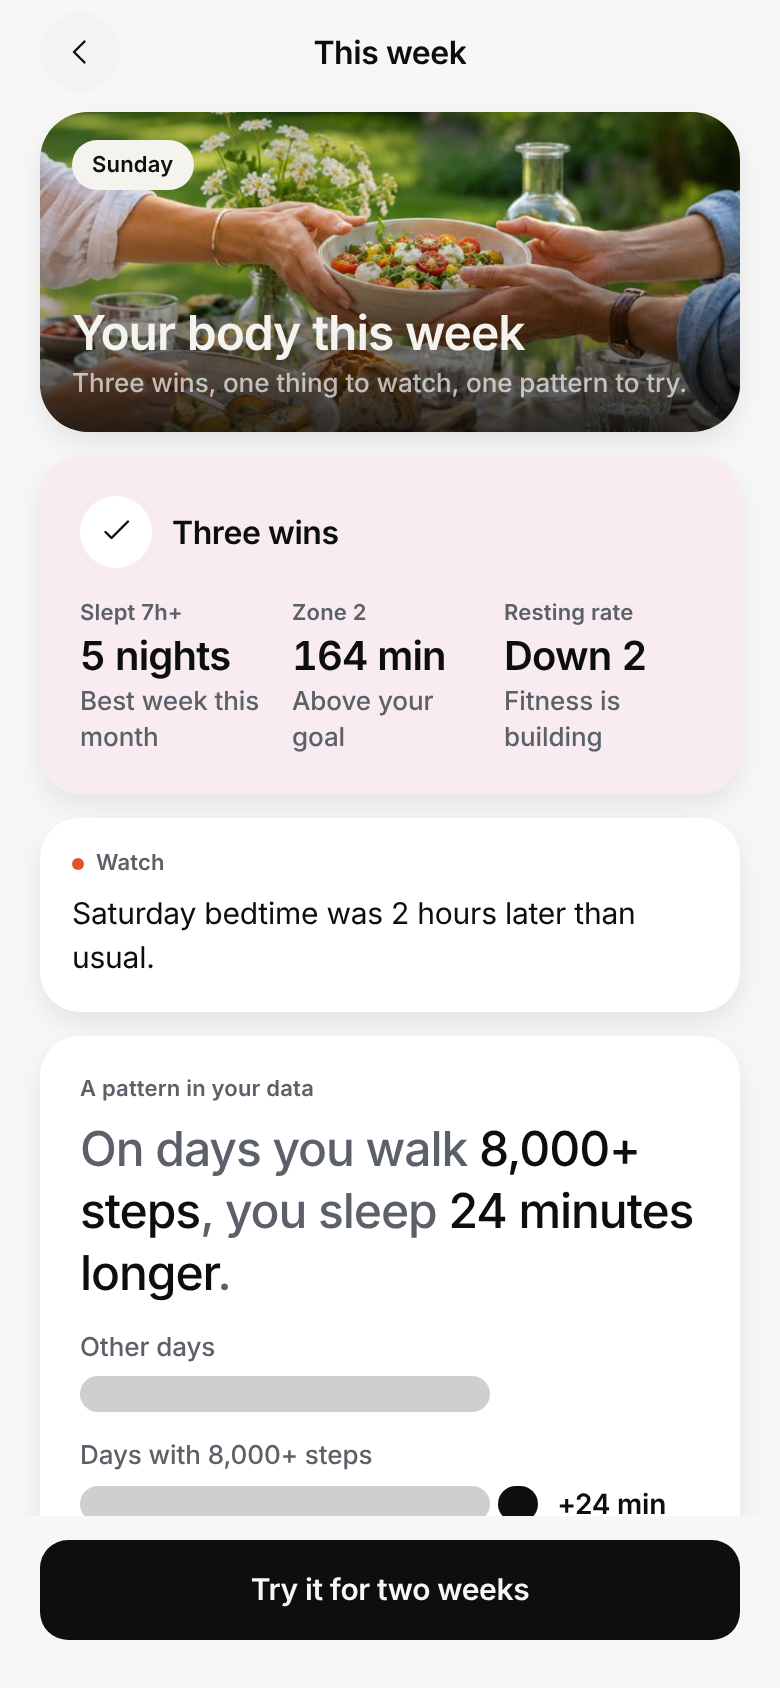 This week
Sunday
Your body this week
Three wins, one thing to watch, one pattern to try.
Three wins
Slept 7h+
5 nights
Best week this
month
Zone 2
164 min
Above your
goal
Resting rate
Down 2
Fitness is
building
Watch
Saturday bedtime was 2 hours later than
usual.
A pattern in your data
On days you walk 8,000+
steps, you sleep 24 minutes
longer.
Other days
Days with 8,000+ steps
+24 min
Try it for two weeks